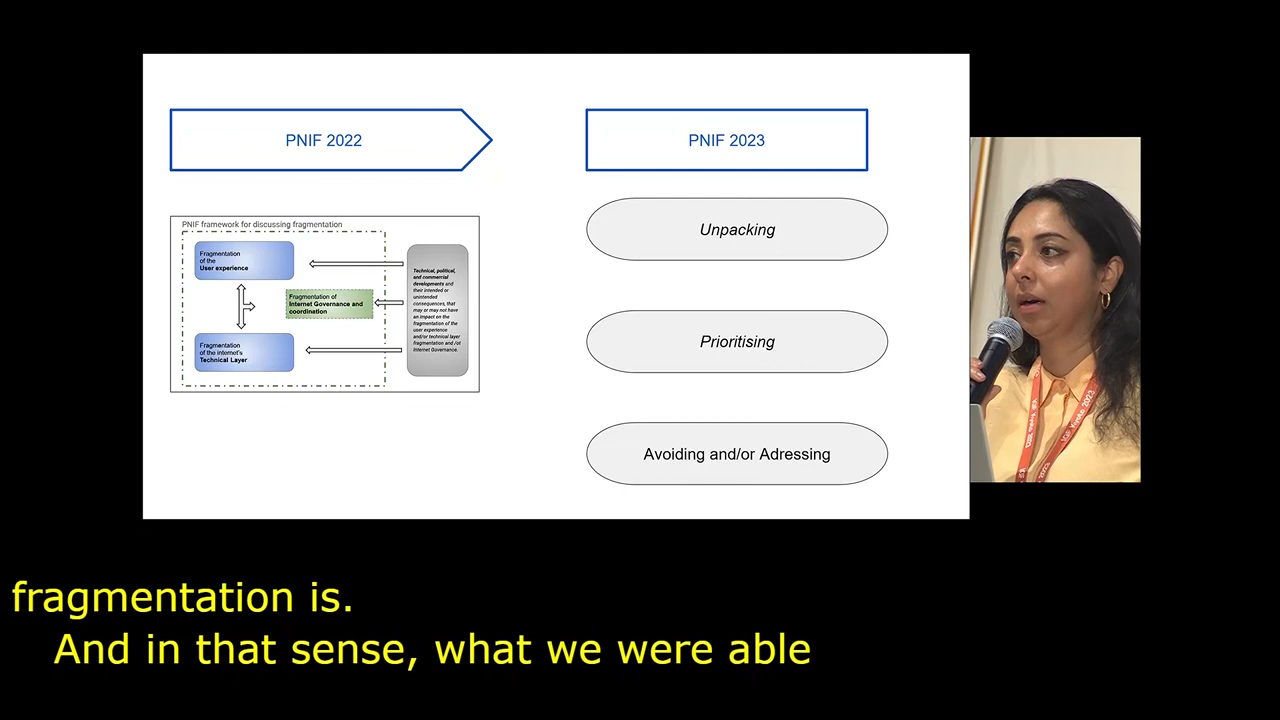 PNIF 2022
PNIF 2023
PNIF framework for discussing fragmentation
Fragmentation
of the
User experience
Fragmentation of
Internet Governance and
coordination
Fragmentation
of the internet's
Technical Layer
Technical, political,
and commercial
developments and
their intended or
unintended
consequences, that
may or may not have
an impact on the
fragmentation of the
user experience
and/or technical layer
fragmentation and /or
Internet Governance.
Unpacking
Prioritising
Avoiding and/or Adressing
IGF Kyoto 2023
fragmentation is.
And in that sense, what we were able